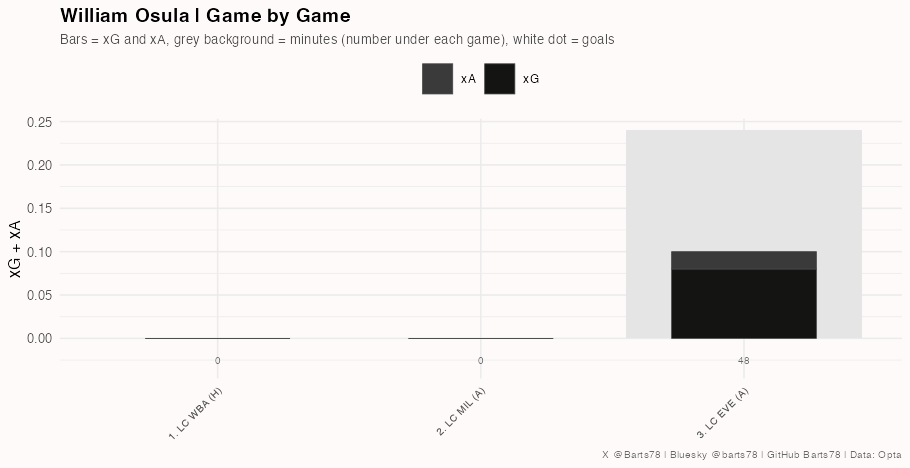 William Osula | Game by Game
Bars = xG and xA, grey background = minutes (number under each game), white dot = goals
xA xG
xG + xA
0.25
0.20
0.15
0.10
0.05
0.00
0 0 48
1. LC WBA (H) 2. LC MIL (A) 3. LC EVE (A)
X @Barts78 | Bluesky @barts78 | GitHub Barts78 | Data: Opta